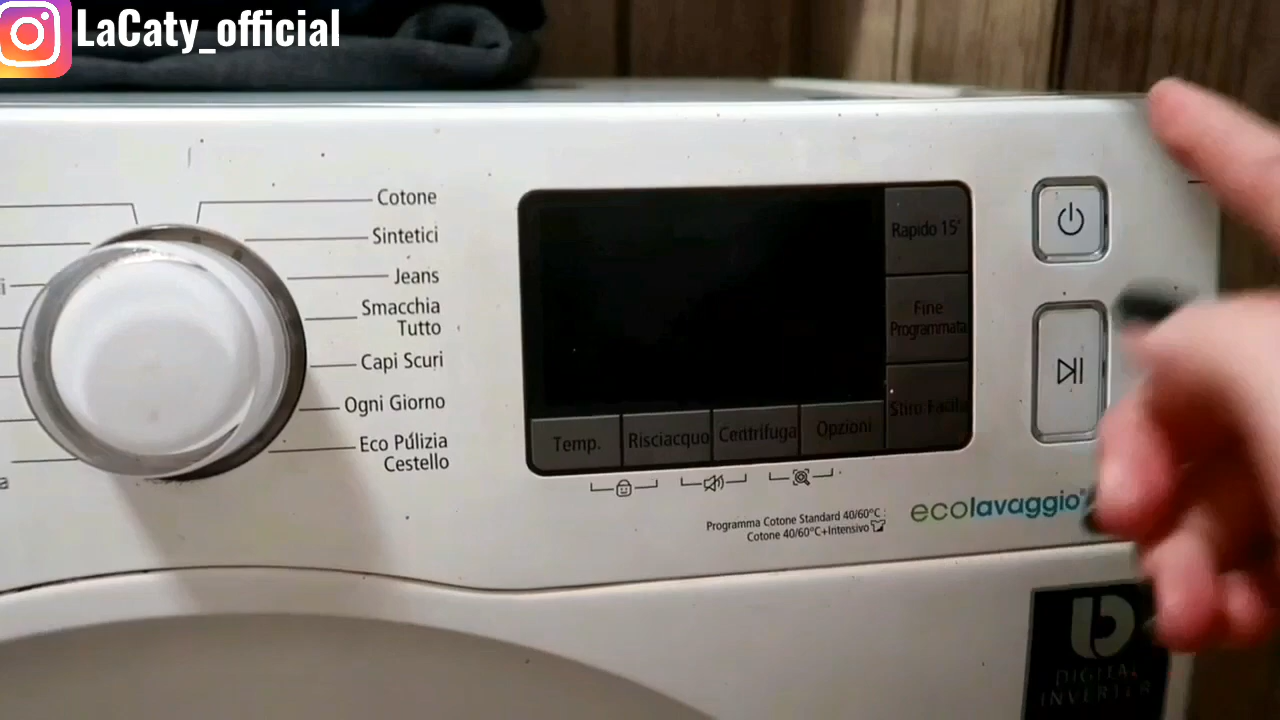 LaCaty_official
Cotone
Sintetici
Jeans
Smacchia
Tutto
Capi Scuri
Ogni Giorno
Eco Pulizia
Cestello
Rapido 15'
Fine
Programmata
Stiro Facile
Temp.
Risciacquo
Centrifuga
Opzioni
Programma Cotone Standard 40/60°C :
Cotone 40/60°C+Intensivo
ecolavaggio
DIGITAL
INVERTER